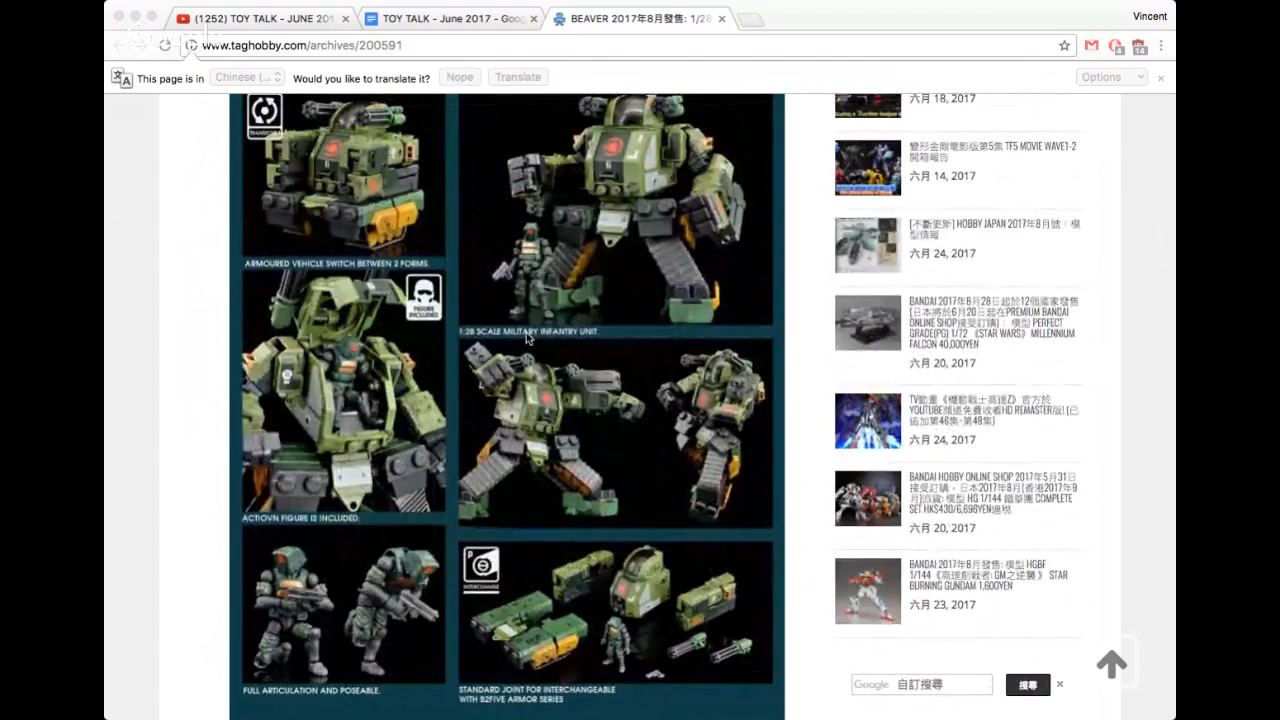 (1252) TOY TALK - JUNE 201
TOY TALK - June 2017 - Goog
BEAVER 2017年8月發售: 1/28
Vincent
www.taghobby.com/archives/200591
4
14
This page is in
Chinese (...
Would you like to translate it?
Nope
Translate
Options
ARMOURED VEHICLE SWITCH BETWEEN 2 FORMS.
FIGURE
INCLUDED
1:28 SCALE MILITARY INFANTRY UNIT.
ACTIOVN FIGURE IS INCLUDED.
INTERCHANGE
FULL ARTICULATION AND POSEABLE.
STANDARD JOINT FOR INTERCHANGEABLE
WITH B2FIVE ARMOR SERIES
六月 18, 2017
變形金剛電影版第5集 TF5 MOVIE WAVE1-2
開箱報告
六月 14, 2017
[不斷更新] HOBBY JAPAN 2017年8月號：模
型情報
六月 24, 2017
BANDAI 2017年8月28日起於12個國家發售
(日本將於6月20日起在PREMIUM BANDAI
ONLINE SHOP接受訂購)： 模型 PERFECT
GRADE(PG) 1/72 《STAR WARS》 MILLENNIUM
FALCON 40,000YEN
六月 20, 2017
TV動畫《機動戰士高達Z》官方於
YOUTUBE頻道免費收看HD REMASTER版! (已
追加第46集-第48集)
六月 24, 2017
BANDAI HOBBY ONLINE SHOP 2017年5月31日
接受訂購，日本2017年8月(香港2017年9
月)派貨: 模型 HG 1/144 鐵華團 COMPLETE
SET HK$430/6,696YEN連稅
六月 20, 2017
BANDAI 2017年8月發售: 模型 HGBF
1/144《高達創戰者: GM之逆襲》 STAR
BURNING GUNDAM 1,800YEN
六月 23, 2017
Google 自訂搜尋
搜尋